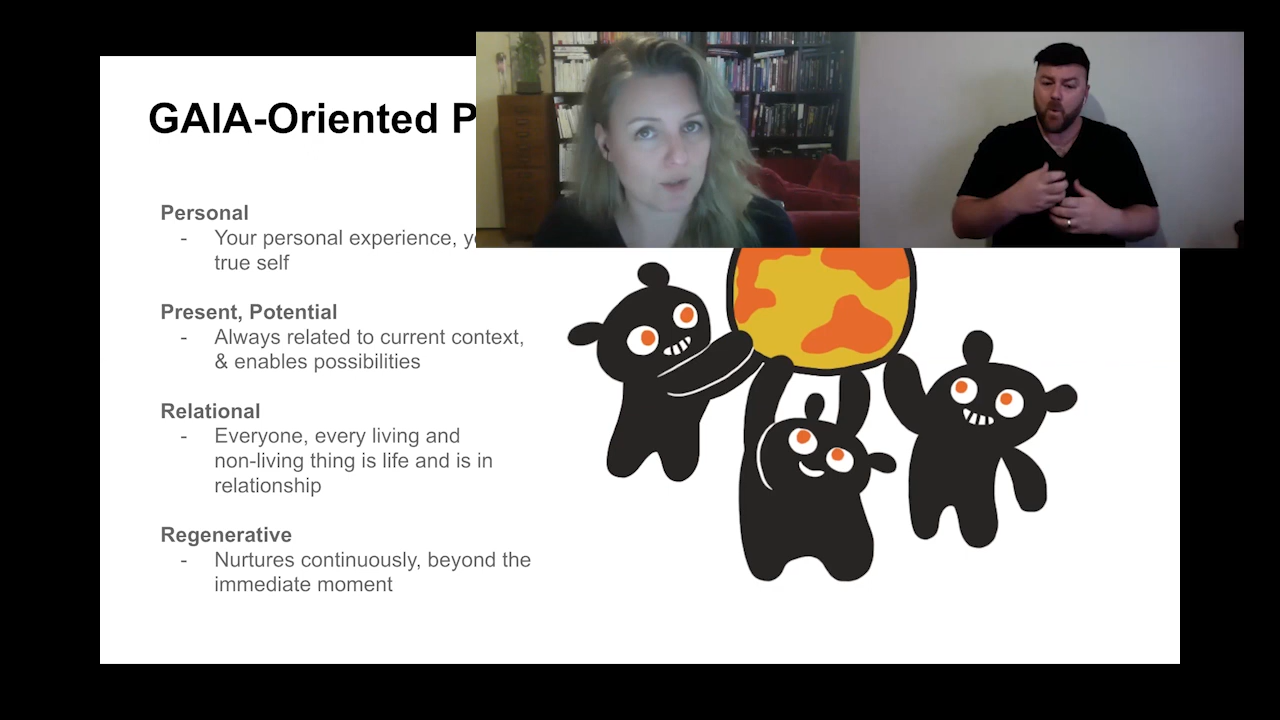 GAIA-Oriented P
Personal
- Your personal experience, y
true self
Present, Potential
- Always related to current context,
& enables possibilities
Relational
- Everyone, every living and
non-living thing is life and is in
relationship
Regenerative
- Nurtures continuously, beyond the
immediate moment